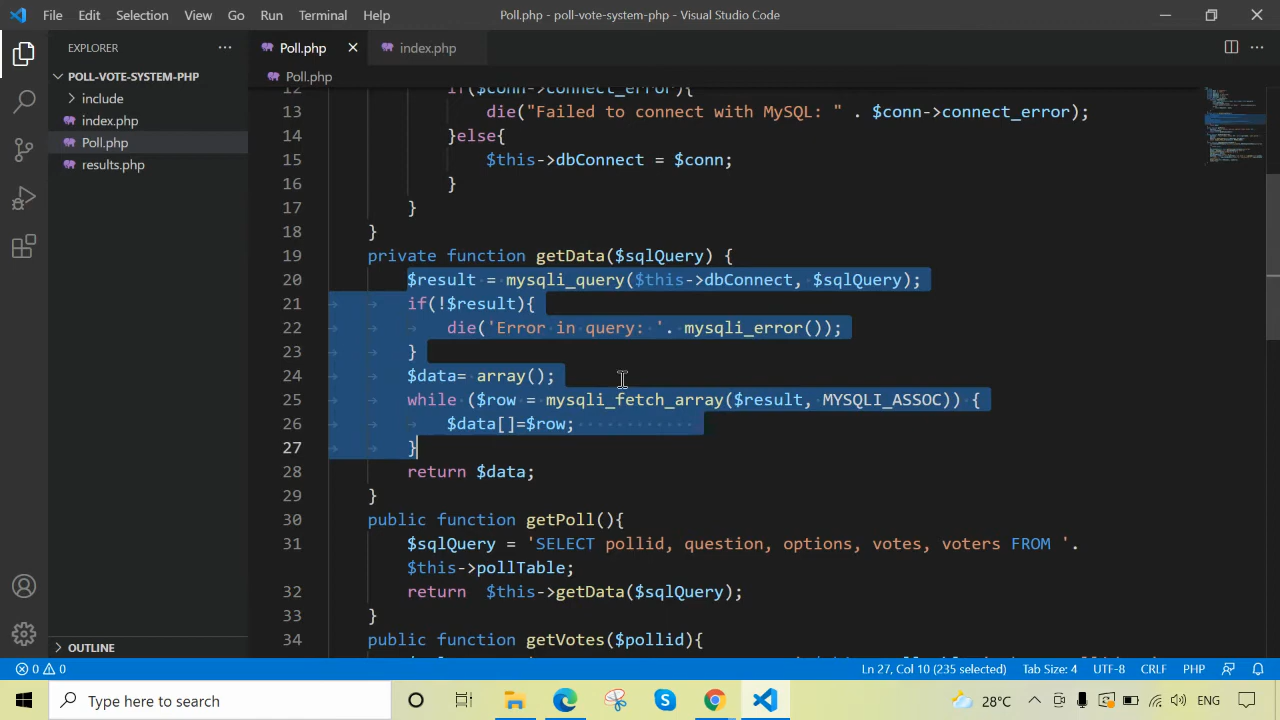 File Edit Selection View Go Run Terminal Help
Poll.php - poll-vote-system-php - Visual Studio Code
EXPLORER
Poll.php
index.php
POLL-VOTE-SYSTEM-PHP
Poll.php
include
index.php
Poll.php
results.php
12 if($conn->connect_error){
13 die("Failed to connect with MySQL: " . $conn->connect_error);
14 }else{
15 $this->dbConnect = $conn;
16 }
17 }
18 }
19 private function getData($sqlQuery) {
20 $result = mysqli_query($this->dbConnect, $sqlQuery);
21 if(!$result){
22 die('Error in query: '. mysqli_error());
23 }
24 $data= array();
25 while ($row = mysqli_fetch_array($result, MYSQLI_ASSOC)) {
26 $data[]=$row;
27 }
28 return $data;
29 }
30 public function getPoll(){
31 $sqlQuery = 'SELECT pollid, question, options, votes, voters FROM '.
$this->pollTable;
32 return $this->getData($sqlQuery);
33 }
34 public function getVotes($pollid){
OUTLINE
0 0
Ln 27, Col 10 (235 selected) Tab Size: 4 UTF-8 CRLF PHP
Type here to search
28°C
ENG